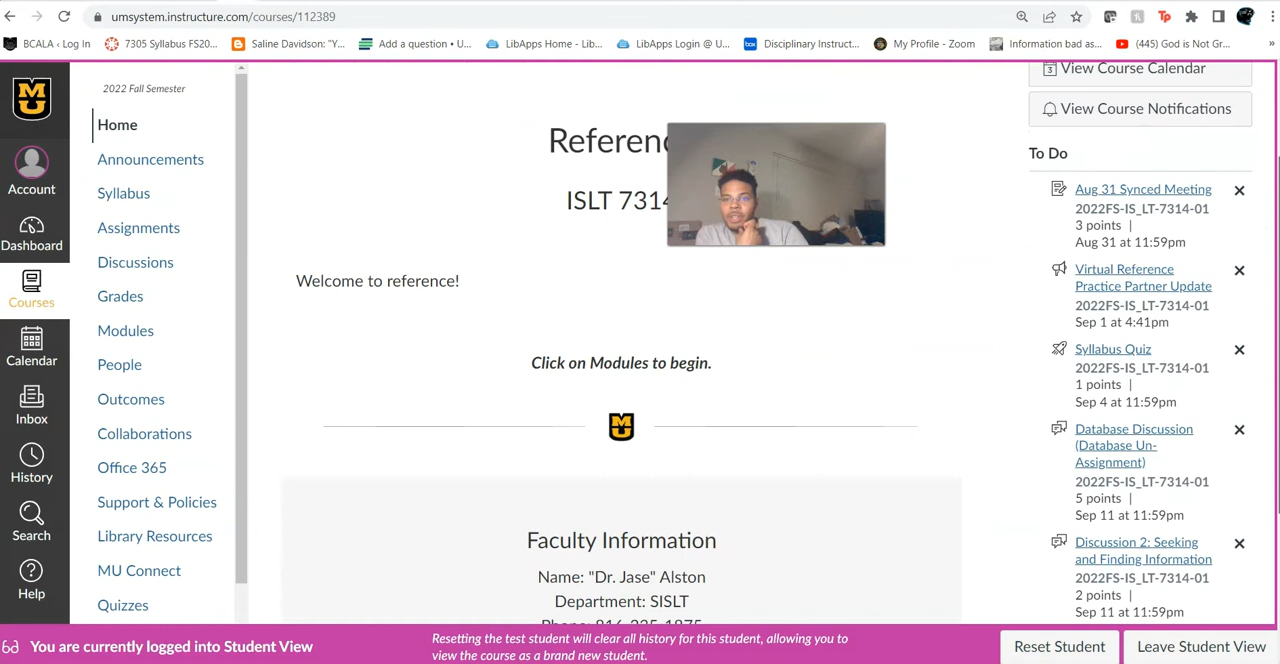 umsystem.instructure.com/courses/112389
BCALA ‹ Log In
7305 Syllabus FS20...
Saline Davidson: "Y...
Add a question • U...
LibApps Home - Lib...
LibApps Login @ U...
box
Disciplinary Instruct...
My Profile - Zoom
Information bad as...
(445) God is Not Gr...
»
MU
Account
Dashboard
Courses
Calendar
Inbox
History
Search
Help
2022 Fall Semester
Home
Announcements
Syllabus
Assignments
Discussions
Grades
Modules
People
Outcomes
Collaborations
Office 365
Support & Policies
Library Resources
MU Connect
Quizzes
Referenc
ISLT 7314
Welcome to reference!
Click on Modules to begin.
MU
Faculty Information
Name: "Dr. Jase" Alston
Department: SISLT
Phone: 816-235-1875
View Course Calendar
View Course Notifications
To Do
Aug 31 Synced Meeting
2022FS-IS_LT-7314-01
3 points |
Aug 31 at 11:59pm
Virtual Reference
Practice Partner Update
2022FS-IS_LT-7314-01
Sep 1 at 4:41pm
Syllabus Quiz
2022FS-IS_LT-7314-01
1 points |
Sep 4 at 11:59pm
Database Discussion
(Database Un-
Assignment)
2022FS-IS_LT-7314-01
5 points |
Sep 11 at 11:59pm
Discussion 2: Seeking
and Finding Information
2022FS-IS_LT-7314-01
2 points |
Sep 11 at 11:59pm
You are currently logged into Student View
Resetting the test student will clear all history for this student, allowing you to
view the course as a brand new student.
Reset Student
Leave Student View